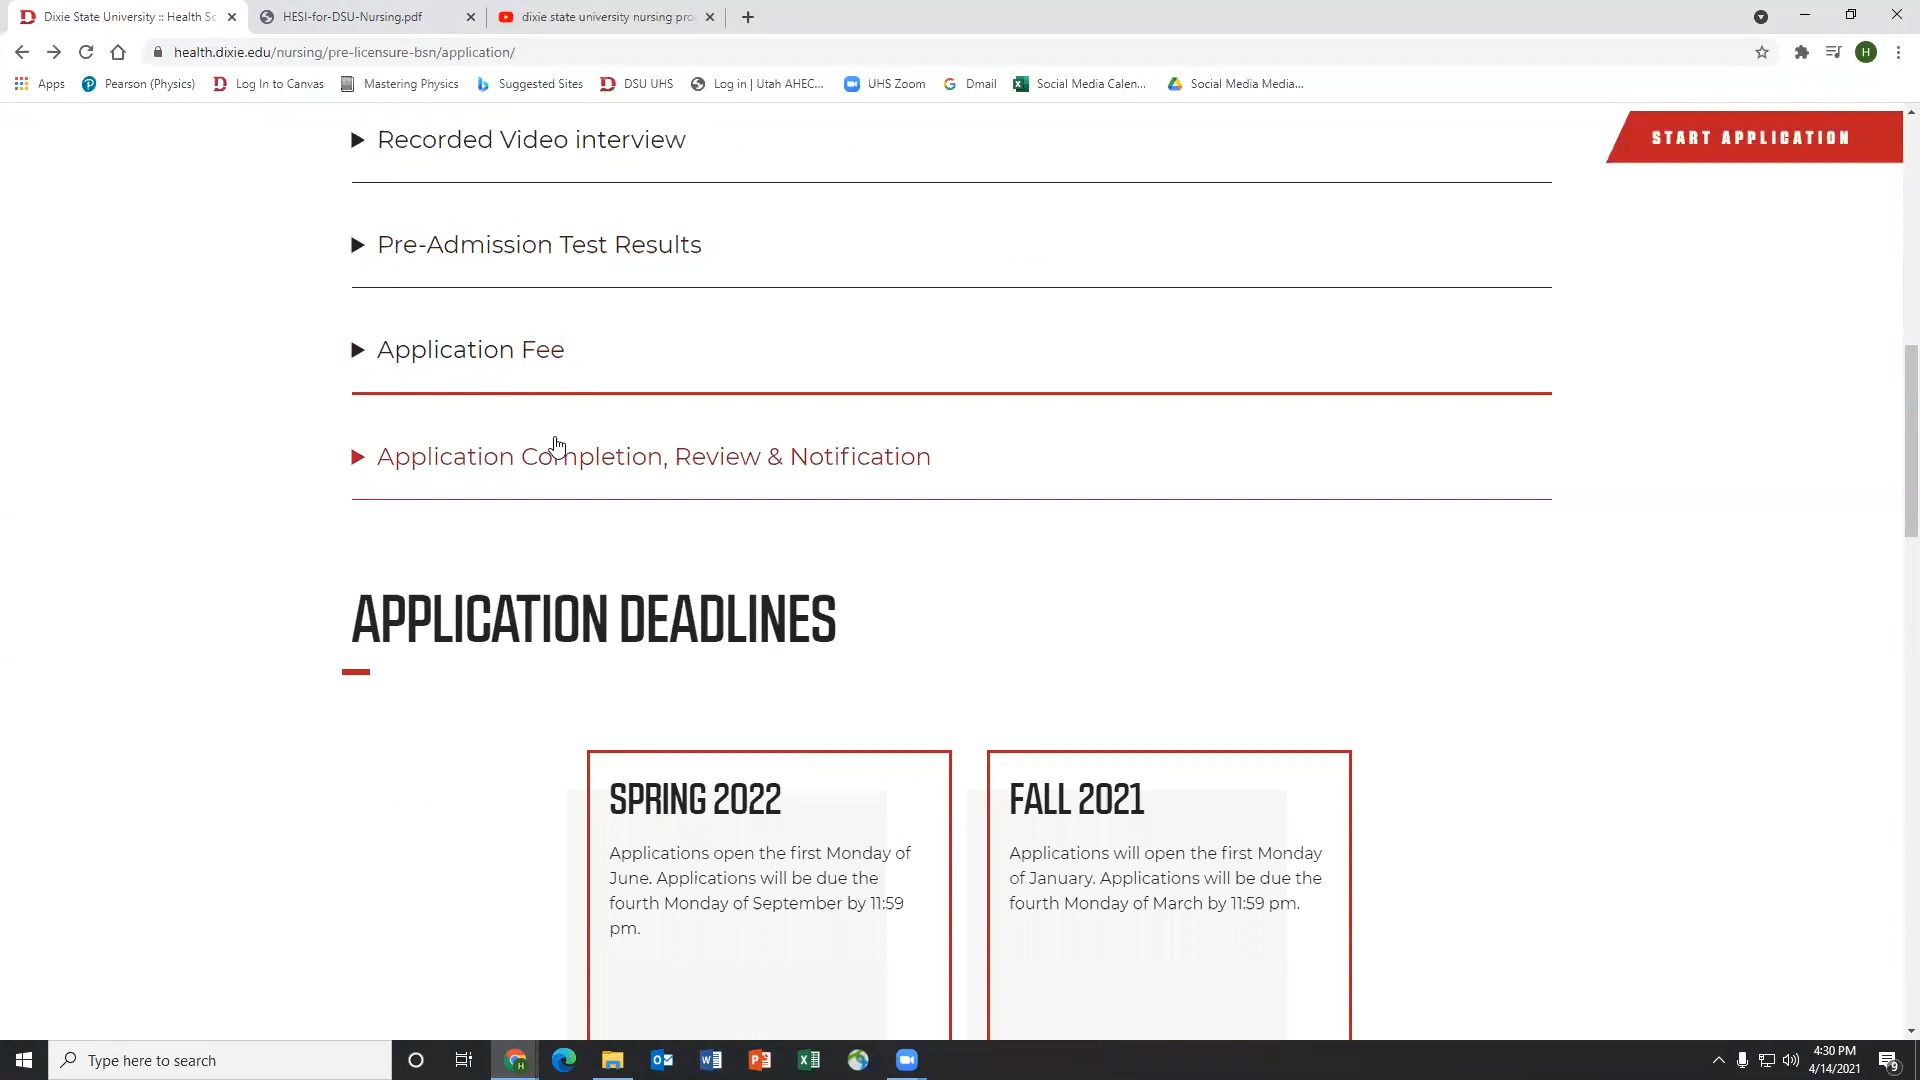 Dixie State University :: Health Sc
HESI-for-DSU-Nursing.pdf
dixie state university nursing pro
health.dixie.edu/nursing/pre-licensure-bsn/application/
H
Apps
Pearson (Physics)
Log In to Canvas
Mastering Physics
Suggested Sites
DSU UHS
Log in | Utah AHEC...
UHS Zoom
Dmail
Social Media Calen...
Social Media Media...
START APPLICATION
Recorded Video interview
Pre-Admission Test Results
Application Fee
Application Completion, Review & Notification
APPLICATION DEADLINES
SPRING 2022
Applications open the first Monday of
June. Applications will be due the
fourth Monday of September by 11:59
pm.
FALL 2021
Applications will open the first Monday
of January. Applications will be due the
fourth Monday of March by 11:59 pm.
Type here to search
4:30 PM
4/14/2021
9